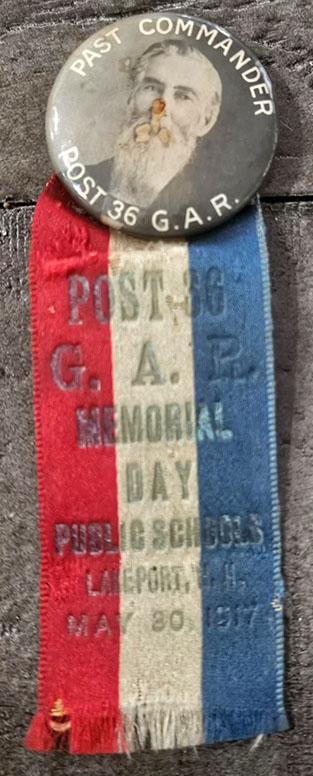 PAST COMMANDER
POST 36 G.A.R.
POST 36
G. A. R.
MEMORIAL
DAY
PUBLIC SCHOOLS
LAKEPORT, N. H.
MAY 30, 1917